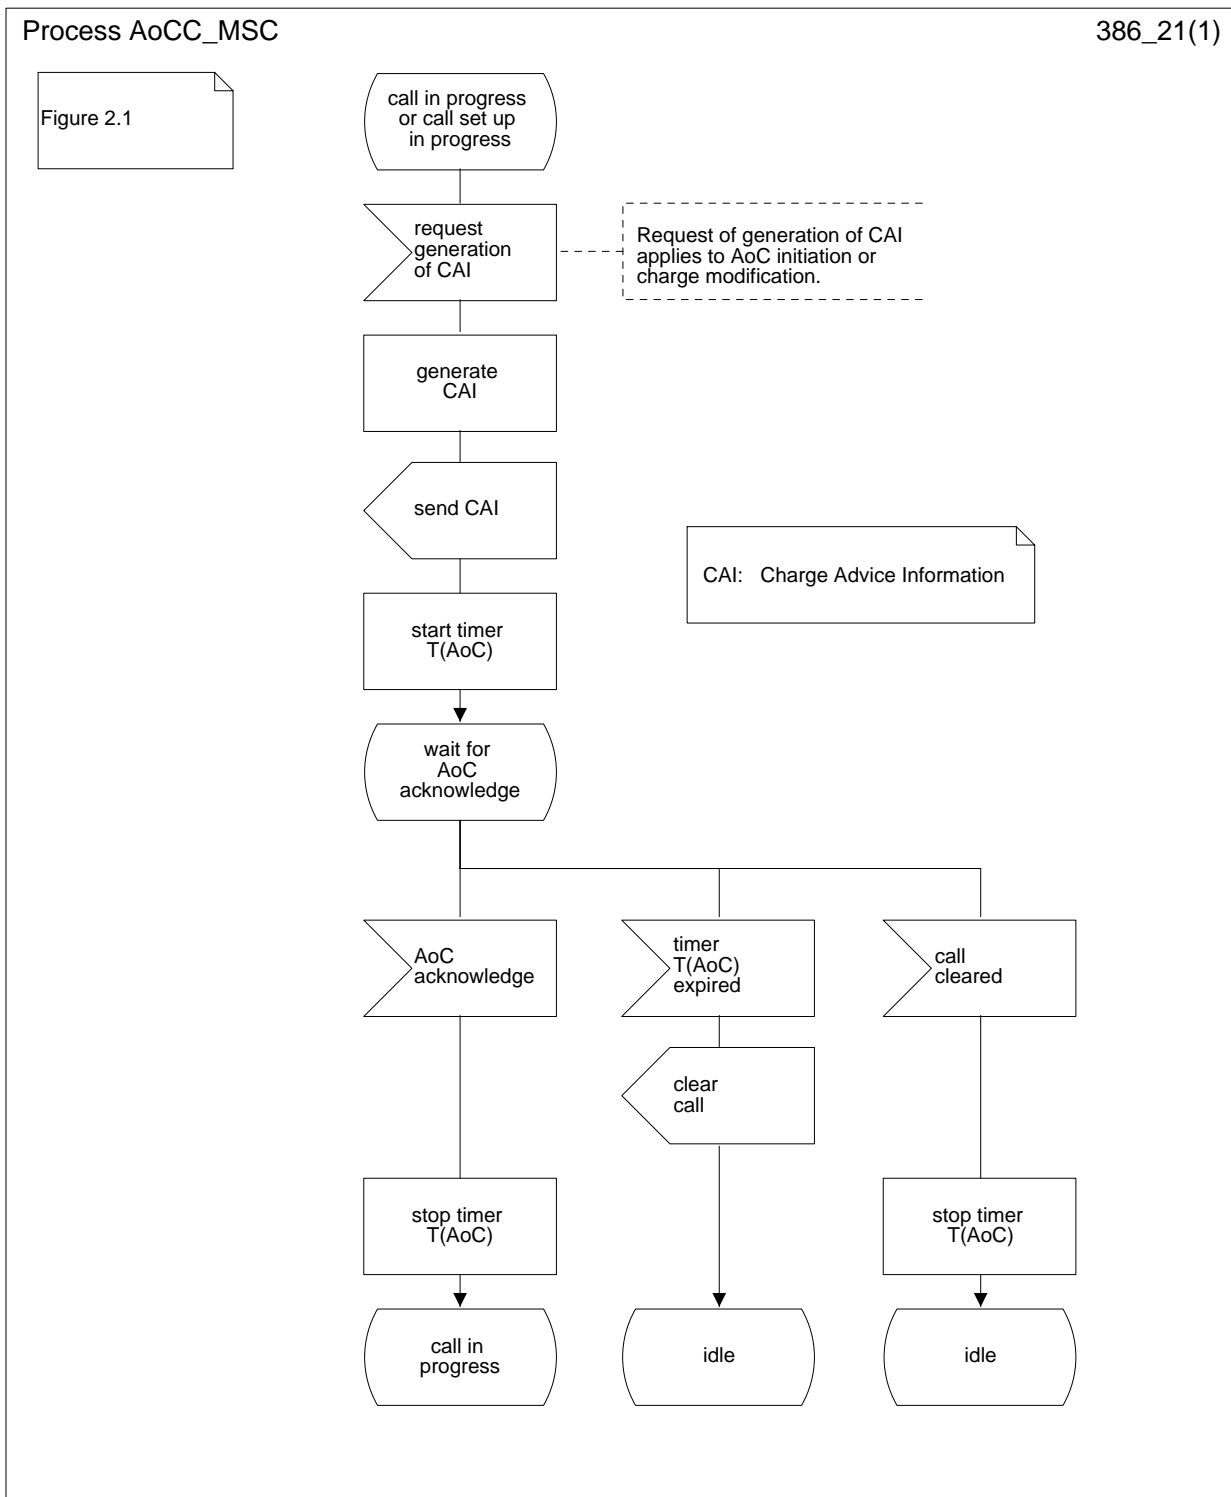 Process AoCC_MSC
386_21(1)
Figure 2.1
call in progress
or call set up
in progress
request
generation
of CAI
Request of generation of CAI
applies to AoC initiation or
charge modification.
generate
CAI
send CAI
CAI: Charge Advice Information
start timer
T(AoC)
wait for
AoC
acknowledge
AoC
acknowledge
timer
T(AoC)
expired
call
cleared
clear
call
stop timer
T(AoC)
stop timer
T(AoC)
call in
progress
idle
idle